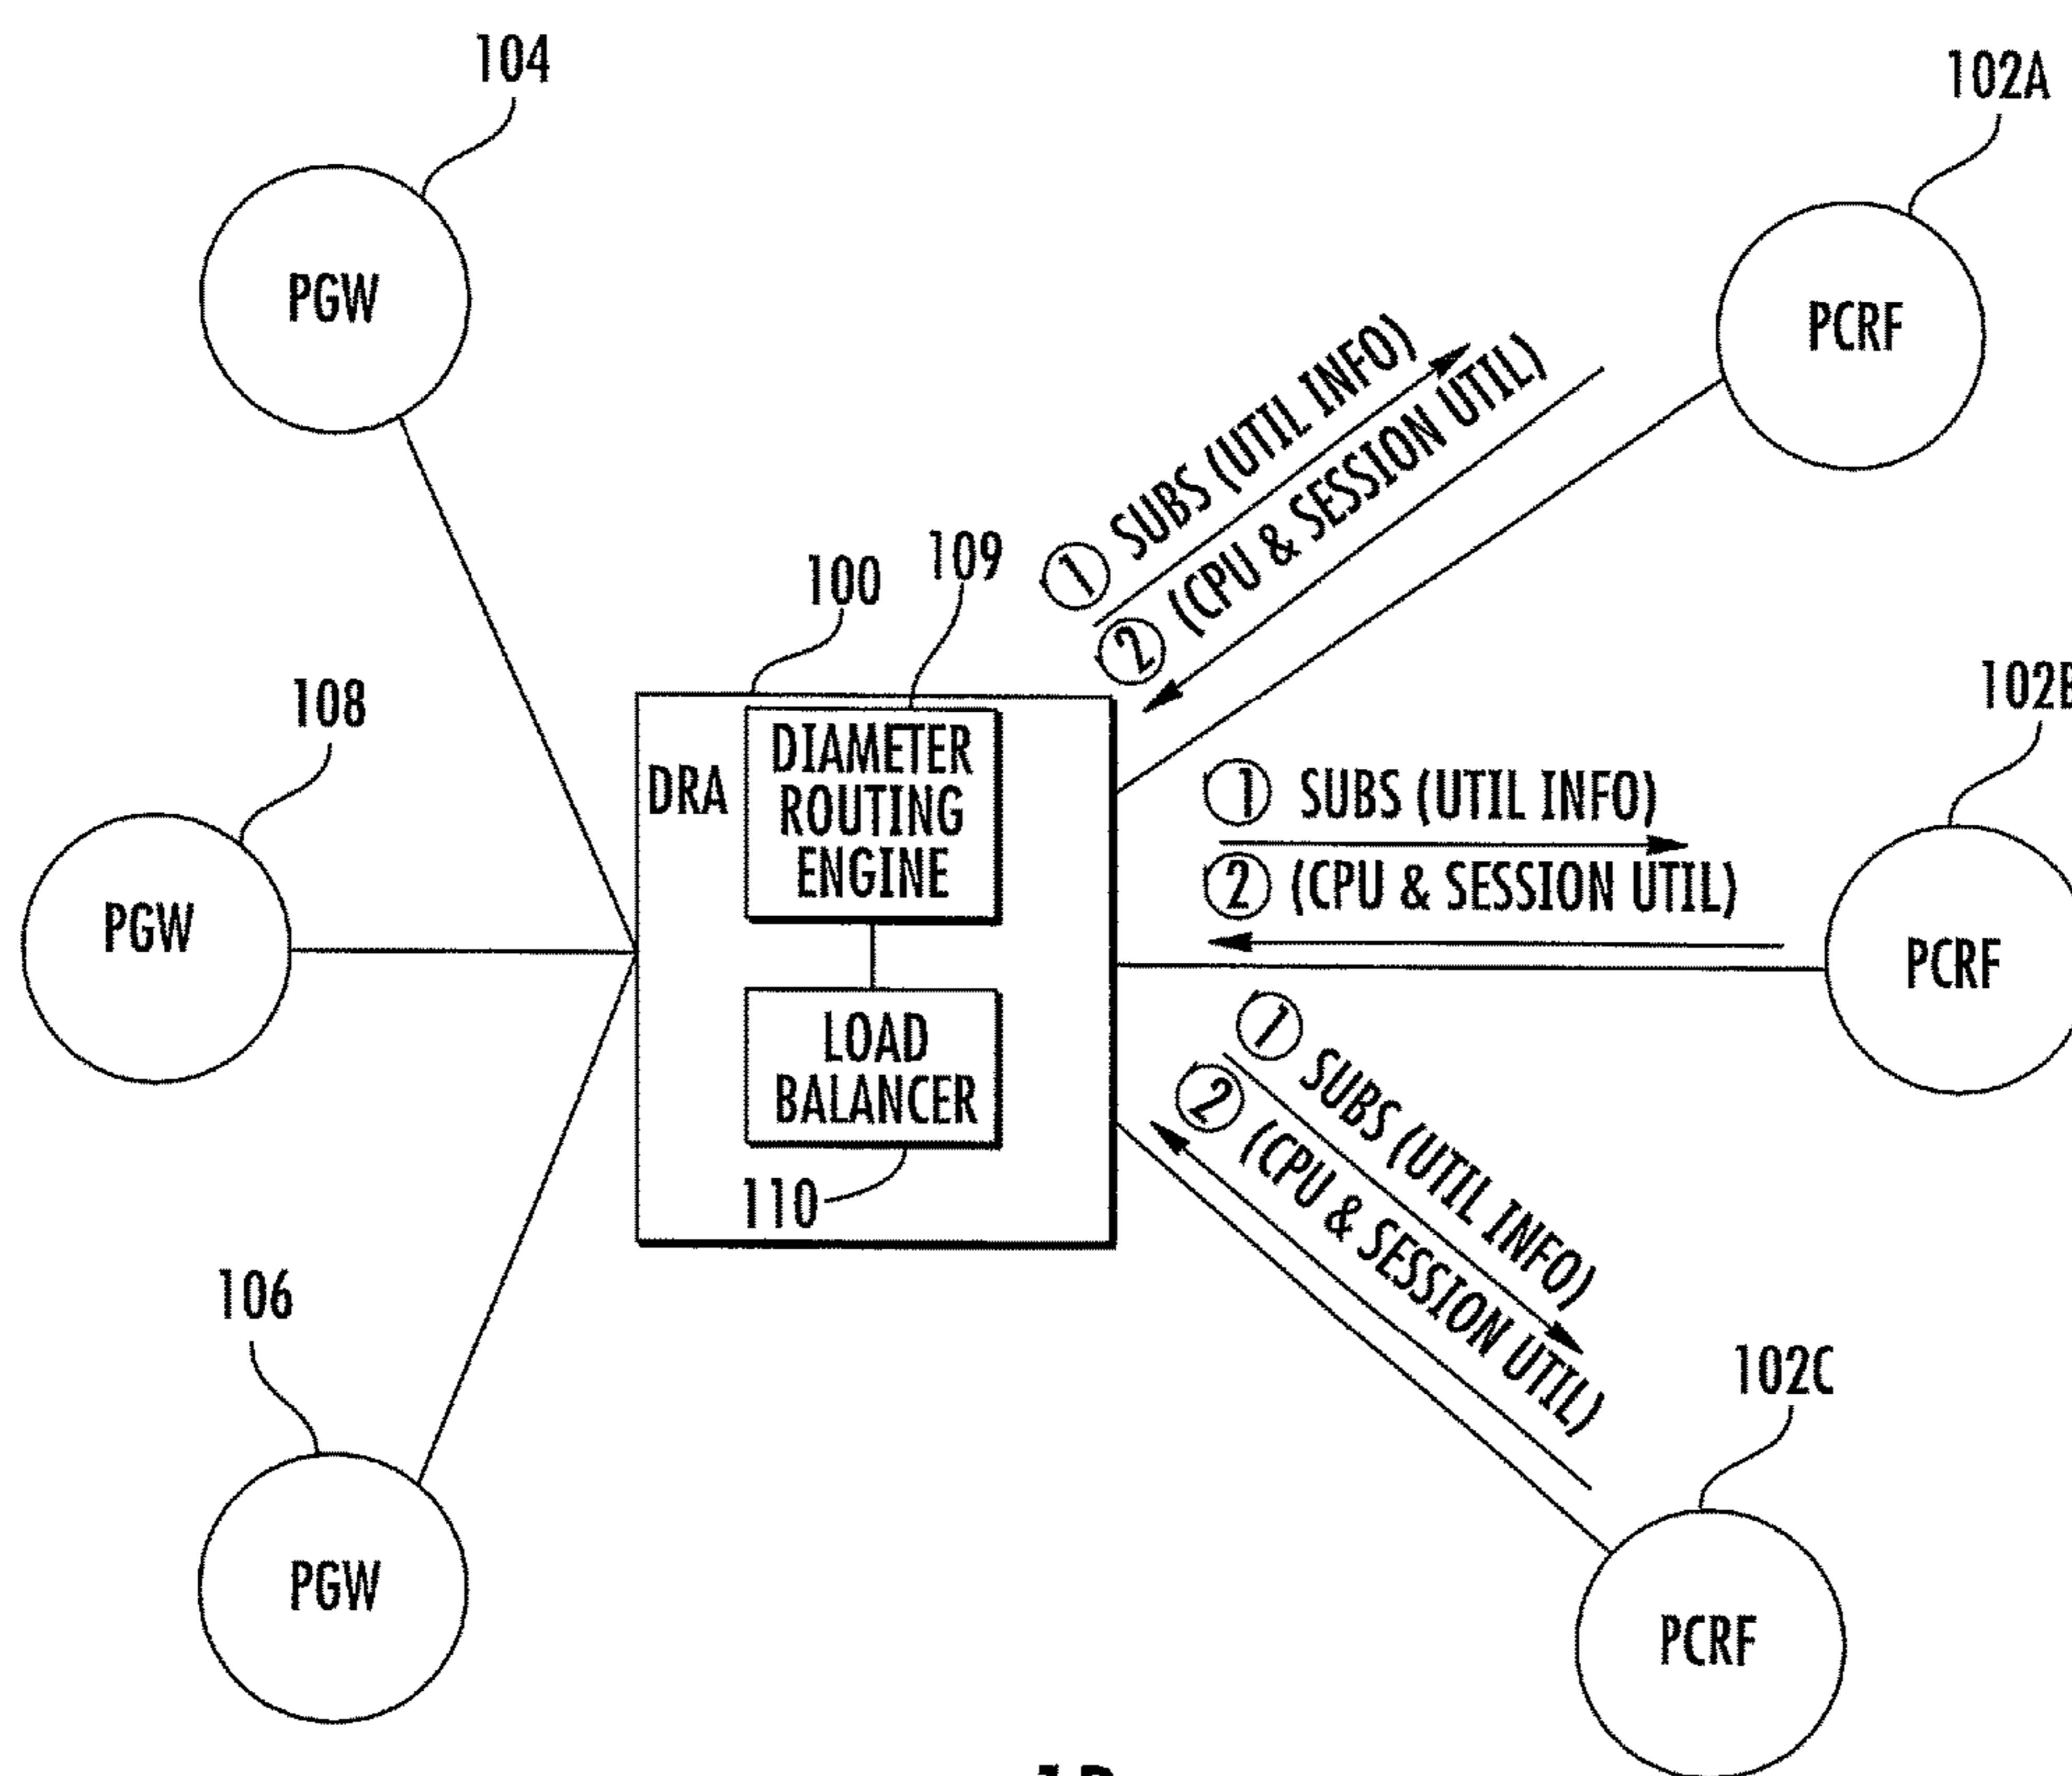 104
102A
PGW
PCRF
① SUBS (UTIL INFO)
② (CPU & SESSION UTIL)
100
109
108
102B
DRA
DIAMETER
ROUTING
ENGINE
① SUBS (UTIL INFO)
② (CPU & SESSION UTIL)
PGW
PCRF
LOAD
BALANCER
110
① SUBS (UTIL INFO)
② (CPU & SESSION UTIL)
106
102C
PGW
PCRF